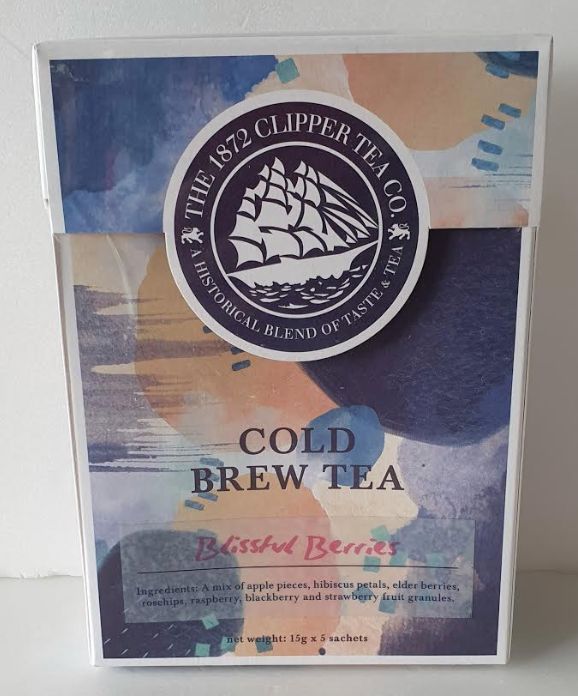 THE 1872 CLIPPER TEA CO.
A HISTORICAL BLEND OF TASTE & TEA
COLD
BREW TEA
Blissful Berries
Ingredients: A mix of apple pieces, hibiscus petals, elder berries,
rosehips, raspberry, blackberry and strawberry fruit granules.
net weight: 15g x 5 sachets